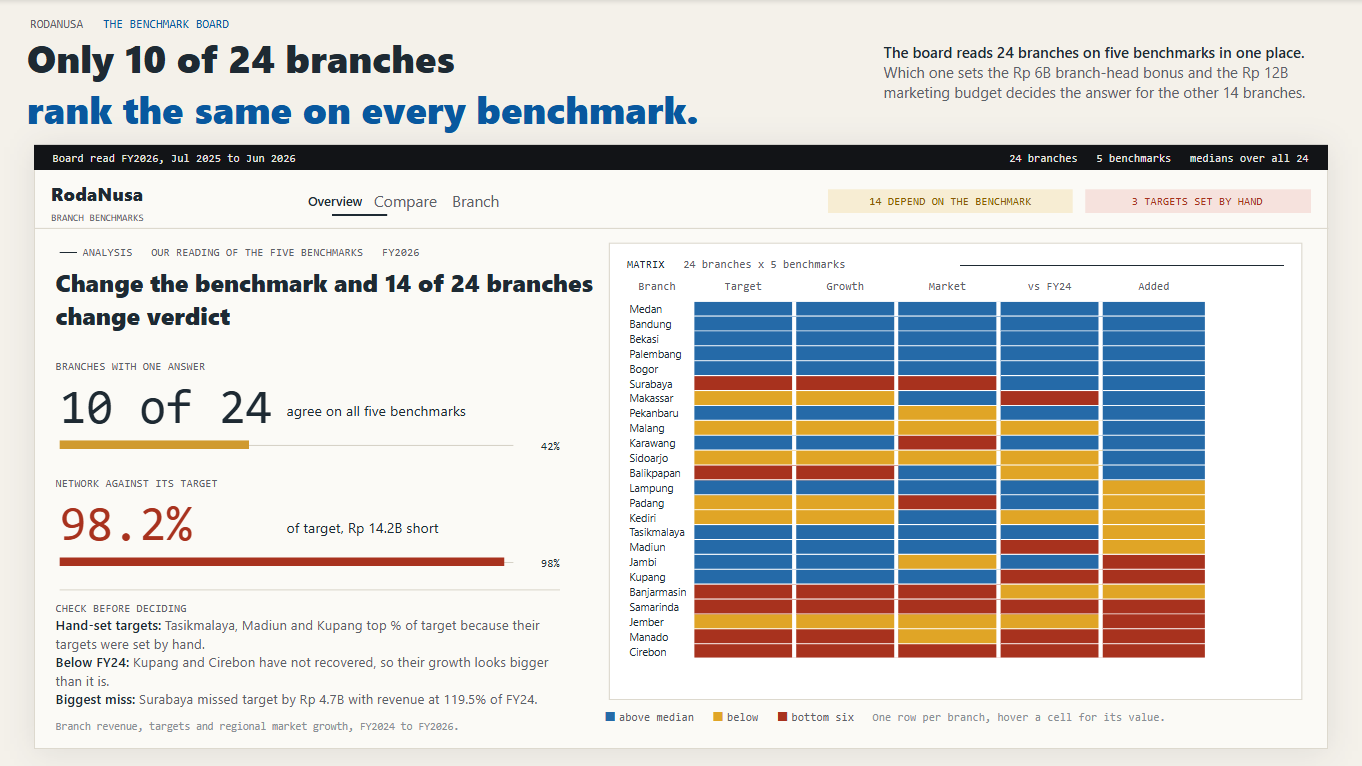 RODANUSA THE BENCHMARK BOARD
Only 10 of 24 branches
rank the same on every benchmark.
The board reads 24 branches on five benchmarks in one place.
Which one sets the Rp 6B branch-head bonus and the Rp 12B
marketing budget decides the answer for the other 14 branches.
Board read FY2026, Jul 2025 to Jun 2026
24 branches 5 benchmarks medians over all 24
RodaNusa
BRANCH BENCHMARKS
Overview Compare Branch
14 DEPEND ON THE BENCHMARK
3 TARGETS SET BY HAND
ANALYSIS OUR READING OF THE FIVE BENCHMARKS FY2026
Change the benchmark and 14 of 24 branches
change verdict
BRANCHES WITH ONE ANSWER
10 of 24 agree on all five benchmarks
42%
NETWORK AGAINST ITS TARGET
98.2% of target, Rp 14.2B short
98%
CHECK BEFORE DECIDING
Hand-set targets: Tasikmalaya, Madiun and Kupang top % of target because their
targets were set by hand.
Below FY24: Kupang and Cirebon have not recovered, so their growth looks bigger
than it is.
Biggest miss: Surabaya missed target by Rp 4.7B with revenue at 119.5% of FY24.
Branch revenue, targets and regional market growth, FY2024 to FY2026.
MATRIX 24 branches x 5 benchmarks
Branch Target Growth Market vs FY24 Added
Medan
Bandung
Bekasi
Palembang
Bogor
Surabaya
Makassar
Pekanbaru
Malang
Karawang
Sidoarjo
Balikpapan
Lampung
Padang
Kediri
Tasikmalaya
Madiun
Jambi
Kupang
Banjarmasin
Samarinda
Jember
Manado
Cirebon
above median below bottom six One row per branch, hover a cell for its value.